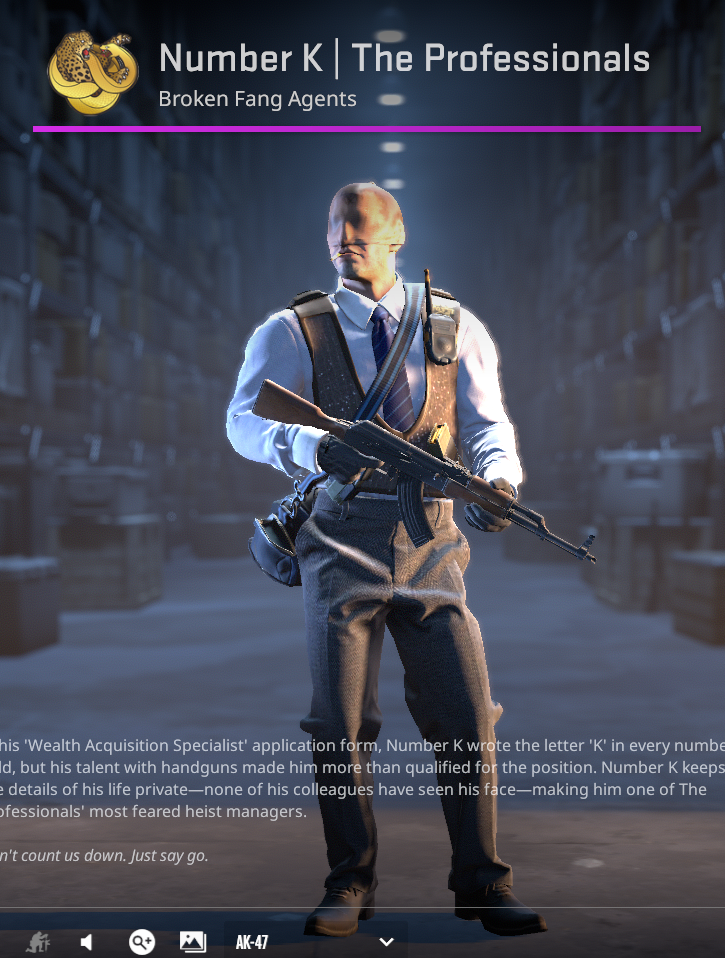 Number K | The Professionals
Broken Fang Agents
his 'Wealth Acquisition Specialist' application form, Number K wrote the letter 'K' in every numbe
ld, but his talent with handguns made him more than qualified for the position. Number K keeps
e details of his life private—none of his colleagues have seen his face—making him one of The
ofessionals' most feared heist managers.
n't count us down. Just say go.
AK-47